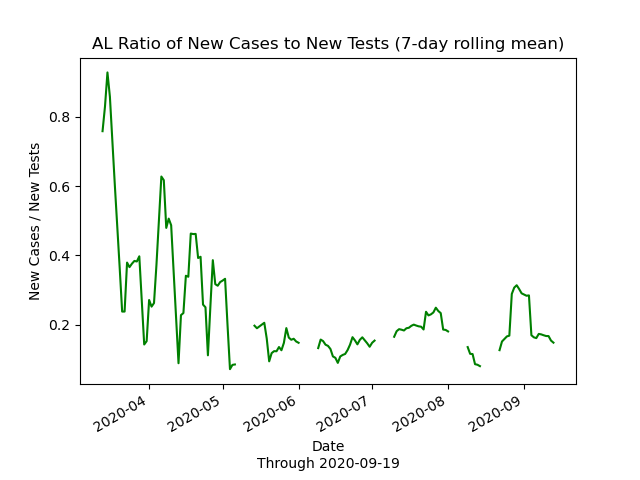 AL Ratio of New Cases to New Tests (7-day rolling mean)
New Cases / New Tests
0.8
0.6
0.4
0.2
2020-04
2020-05
2020-06
2020-07
2020-08
2020-09
Date
Through 2020-09-19